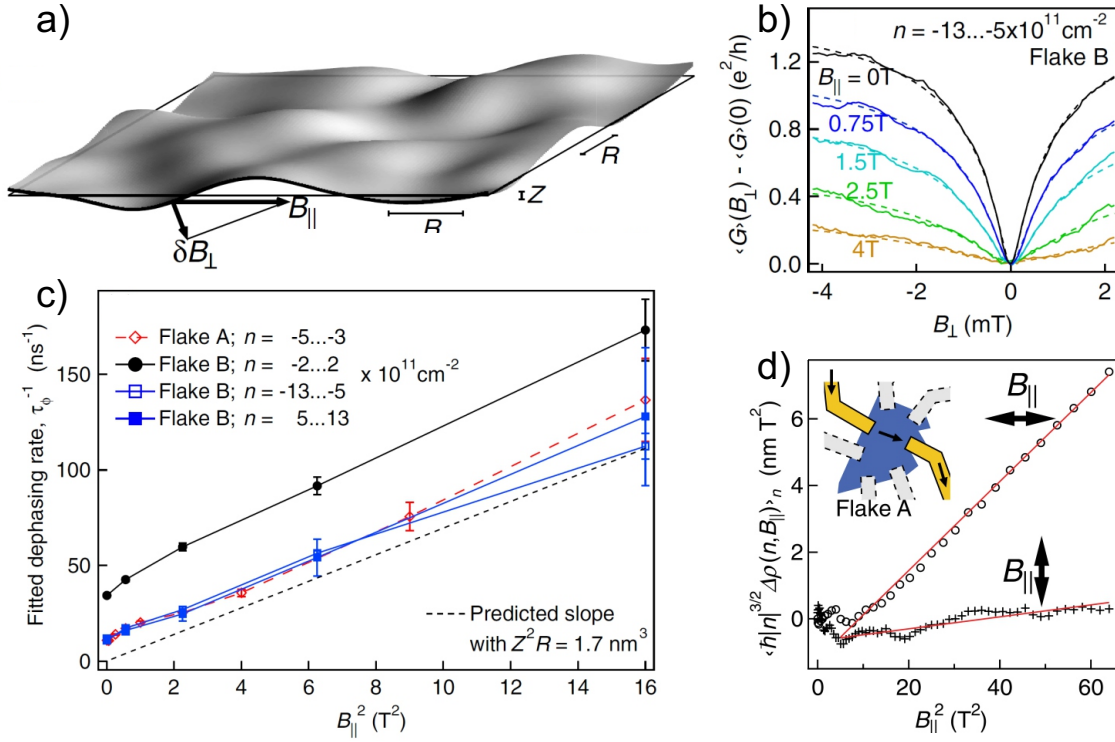 a)
R
Z
B∥
R
δB⊥
b)
n = -13...-5x10¹¹cm⁻²
Flake B
B∥ = 0T
0.75T
1.5T
2.5T
4T
1.2
0.8
0.4
0.0
-4
-2
0
2
‹G›(B⊥) - ‹G›(0) (e²/h)
B⊥ (mT)
c)
Flake A; n = -5...-3
Flake B; n = -2...2
x 10¹¹cm⁻²
Flake B; n = -13...-5
Flake B; n = 5...13
Predicted slope
with Z²R = 1.7 nm³
150
100
50
0
0
2
4
6
8
10
12
14
16
Fitted dephasing rate, τφ⁻¹ (ns⁻¹)
B∥² (T²)
d)
B∥
Flake A
B∥
6
4
2
0
0
20
40
60
‹ħ|n|³ᐟ²Δρ(n,B∥)›ₙ (nm T²)
B∥² (T²)